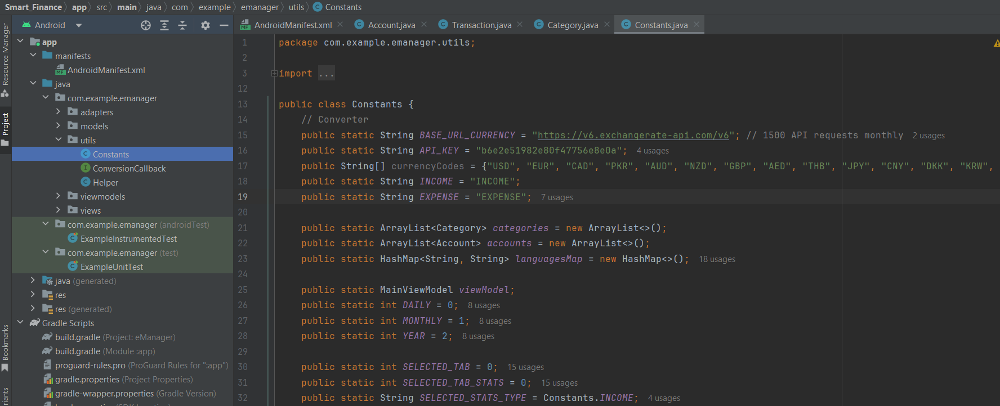 Smart_Finance app src main java com example emanager utils Constants
Resource Manager
Project
Bookmarks
Android
app
manifests
AndroidManifest.xml
java
com.example.emanager
adapters
models
utils
Constants
ConversionCallback
Helper
viewmodels
views
com.example.emanager (androidTest)
ExampleInstrumentedTest
com.example.emanager (test)
ExampleUnitTest
java (generated)
res
res (generated)
Gradle Scripts
build.gradle (Project: eManager)
build.gradle (Module :app)
proguard-rules.pro (ProGuard Rules for ":app")
gradle.properties (Project Properties)
gradle-wrapper.properties (Gradle Version)
AndroidManifest.xml Account.java Transaction.java Category.java Constants.java
1 package com.example.emanager.utils;
2
3 import ...
12
13 public class Constants {
14 // Converter
15 public static String BASE_URL_CURRENCY = "https://v6.exchangerate-api.com/v6"; // 1500 API requests monthly 2 usages
16 public static String API_KEY = "b6e2e51982e80f47756e8e0a"; 4 usages
17 public String[] currencyCodes = {"USD", "EUR", "CAD", "PKR", "AUD", "NZD", "GBP", "AED", "THB", "JPY", "CNY", "DKK", "KRW",
18 public static String INCOME = "INCOME";
19 public static String EXPENSE = "EXPENSE"; 7 usages
20
21 public static ArrayList<Category> categories = new ArrayList<>();
22 public static ArrayList<Account> accounts = new ArrayList<>();
23 public static HashMap<String, String> languagesMap = new HashMap<>(); 18 usages
24
25 public static MainViewModel viewModel;
26 public static int DAILY = 0; 8 usages
27 public static int MONTHLY = 1; 8 usages
28 public static int YEAR = 2; 8 usages
29
30 public static int SELECTED_TAB = 0; 15 usages
31 public static int SELECTED_TAB_STATS = 0; 15 usages
32 public static String SELECTED_STATS_TYPE = Constants.INCOME; 4 usages